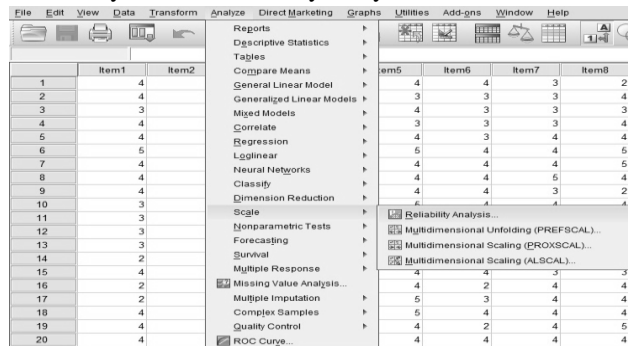 File Edit View Data Transform Analyze Direct Marketing Graphs Utilities Add-ons Window Help
Reports
Descriptive Statistics
Tables
Item1 Item2 Compare Means em5 Item6 Item7 Item8
1 4 General Linear Model 4 4 3 2
2 4 Generalized Linear Models 3 3 3 4
3 3 Mixed Models 4 4 3 3
4 4 Correlate 3 3 4 4
5 4 Regression 4 3 4 4
6 5 Loglinear 5 4 4 5
7 4 Neural Networks 4 4 4 5
8 4 Classify 4 4 5 4
9 4 Dimension Reduction 4 4 3 2
10 3 Scale
Reliability Analysis...
11 3 Nonparametric Tests
Multidimensional Unfolding (PREFSCAL)...
12 3 Forecasting
Multidimensional Scaling (PROXSCAL)...
13 3 Survival
Multidimensional Scaling (ALSCAL)...
14 2 Multiple Response
15 4 Missing Value Analysis... 4 4 3 4
16 2 Multiple Imputation 4 2 4 4
17 2 Complex Samples 5 3 4 4
18 4 Quality Control 5 4 4 4
19 4 ROC Curve... 4 2 4 5
20 4 4 4 4 4